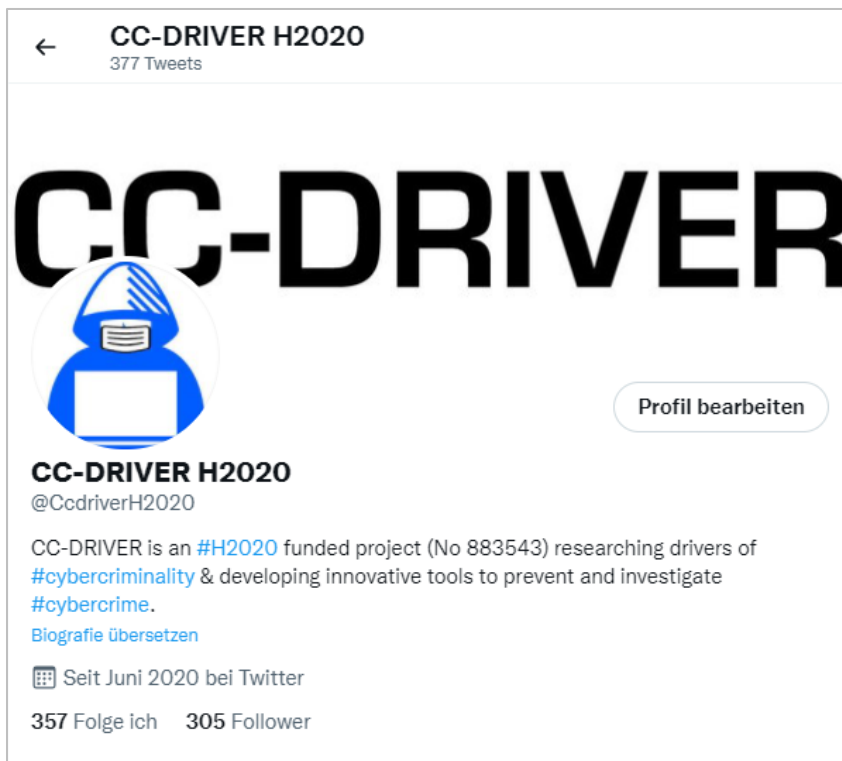 CC-DRIVER H2020
377 Tweets
CC-DRIVER
Profil bearbeiten
CC-DRIVER H2020
@CcdriverH2020
CC-DRIVER is an #H2020 funded project (No 883543) researching drivers of
#cybercriminality & developing innovative tools to prevent and investigate
#cybercrime.
Biografie übersetzen
Seit Juni 2020 bei Twitter
357 Folge ich 305 Follower